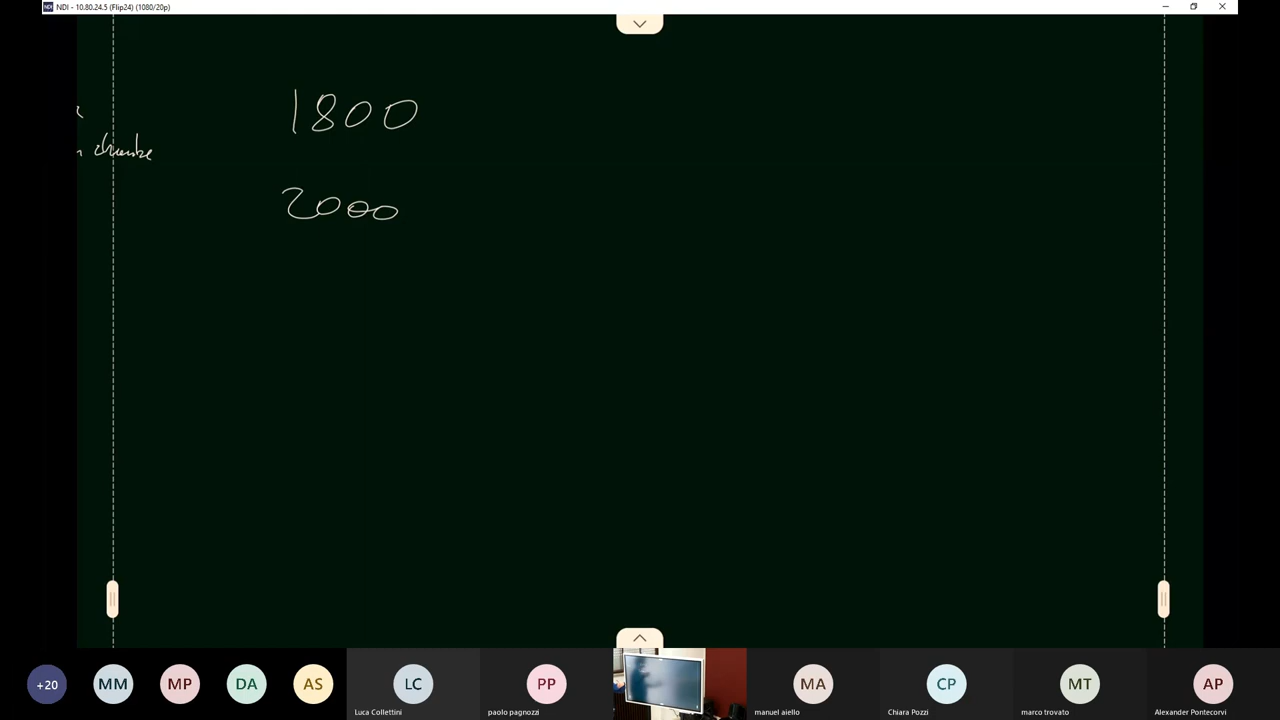 NDI - 10.80.24.5 (Flip24) (1080/20p)
1800
2000
+20
MM
MP
DA
AS
LC
Luca Collettini
PP
paolo pagnozzi
MA
manuel aiello
CP
Chiara Pozzi
MT
marco trovato
AP
Alexander Pontecorvi